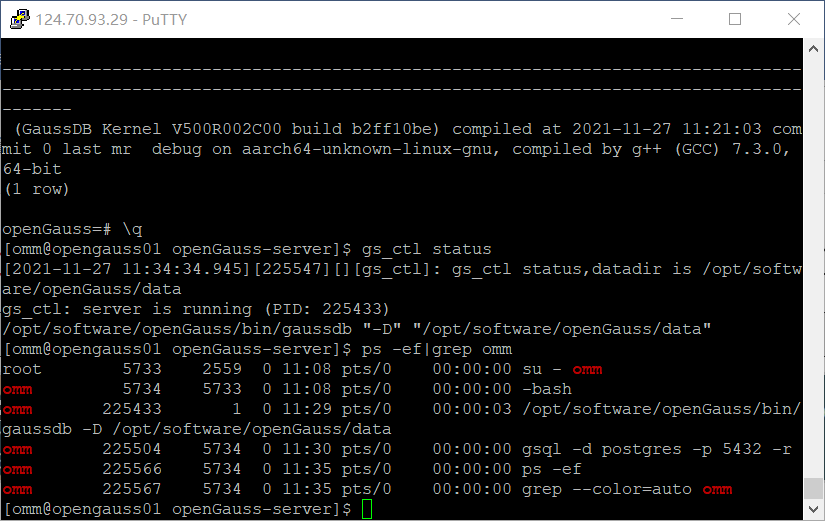 124.70.93.29 - PuTTY
--------------------------------------------------------------------------------
--------------------------------------------------------------------------------
-------
 (GaussDB Kernel V500R002C00 build b2ff10be) compiled at 2021-11-27 11:21:03 com
mit 0 last mr  debug on aarch64-unknown-linux-gnu, compiled by g++ (GCC) 7.3.0,
64-bit
(1 row)

openGauss=# \q
[omm@opengauss01 openGauss-server]$ gs_ctl status
[2021-11-27 11:34:34.945][225547][][gs_ctl]: gs_ctl status,datadir is /opt/softw
are/openGauss/data
gs_ctl: server is running (PID: 225433)
/opt/software/openGauss/bin/gaussdb "-D" "/opt/software/openGauss/data"
[omm@opengauss01 openGauss-server]$ ps -ef|grep omm
root        5733    2559  0 11:08 pts/0    00:00:00 su - omm
omm         5734    5733  0 11:08 pts/0    00:00:00 -bash
omm       225433       1  0 11:29 pts/0    00:00:03 /opt/software/openGauss/bin/
gaussdb -D /opt/software/openGauss/data
omm       225504    5734  0 11:30 pts/0    00:00:00 gsql -d postgres -p 5432 -r
omm       225566    5734  0 11:35 pts/0    00:00:00 ps -ef
omm       225567    5734  0 11:35 pts/0    00:00:00 grep --color=auto omm
[omm@opengauss01 openGauss-server]$